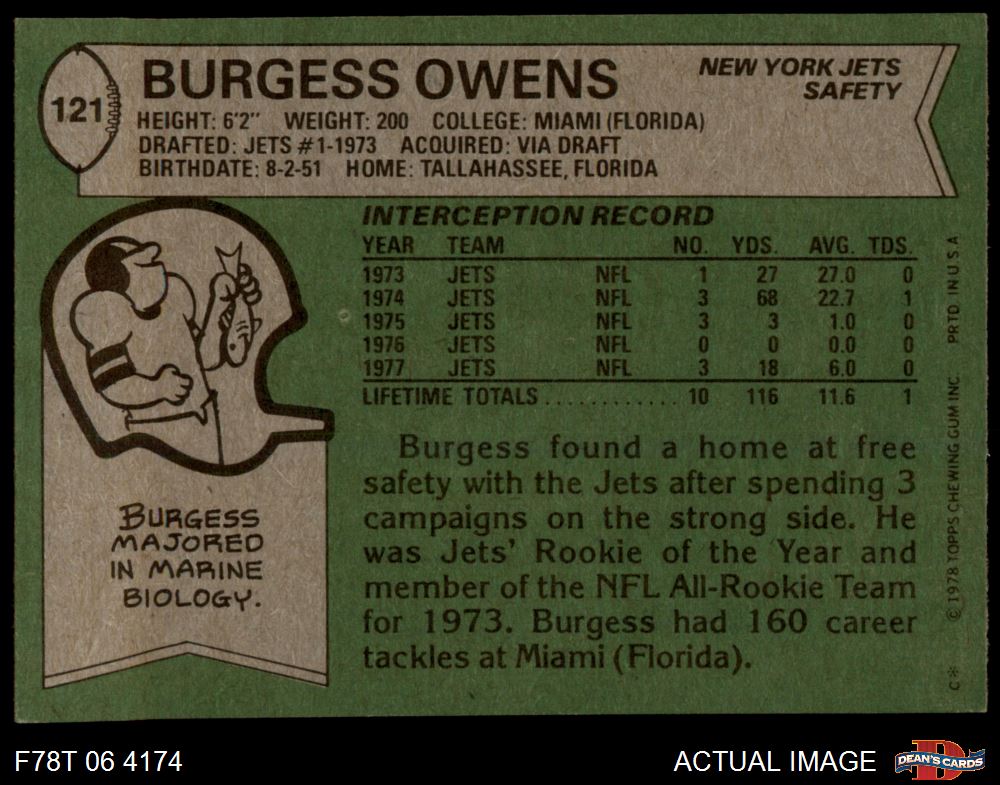 121
BURGESS OWENS
NEW YORK JETS
SAFETY
HEIGHT: 6'2" WEIGHT: 200 COLLEGE: MIAMI (FLORIDA)
DRAFTED: JETS #1-1973 ACQUIRED: VIA DRAFT
BIRTHDATE: 8-2-51 HOME: TALLAHASSEE, FLORIDA
INTERCEPTION RECORD
YEAR TEAM NO. YDS. AVG. TDS.
1973 JETS NFL 1 27 27.0 0
1974 JETS NFL 3 68 22.7 1
1975 JETS NFL 3 3 1.0 0
1976 JETS NFL 0 0 0.0 0
1977 JETS NFL 3 18 6.0 0
LIFETIME TOTALS............ 10 116 11.6 1
Burgess found a home at free
safety with the Jets after spending 3
campaigns on the strong side. He
was Jets' Rookie of the Year and
member of the NFL All-Rookie Team
for 1973. Burgess had 160 career
tackles at Miami (Florida).
BURGESS
MAJORED
IN MARINE
BIOLOGY.
C* © 1978 TOPPS CHEWING GUM INC. PRTD. IN U.S.A.
F78T 06 4174
ACTUAL IMAGE
DEAN'S CARDS